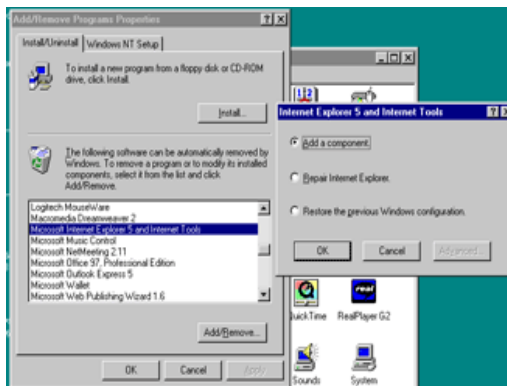 Add/Remove Programs Properties
Install/Uninstall
Windows NT Setup
To install a new program from a floppy disk or CD-ROM
drive, click Install.
Install...
The following software can be automatically removed by
Windows. To remove a program or to modify its installed
components, select it from the list and click
Add/Remove.
Logitech MouseWare
Macromedia Dreamweaver 2
Microsoft Internet Explorer 5 and Internet Tools
Microsoft Music Control
Microsoft NetMeeting 2.11
Microsoft Office 97, Professional Edition
Microsoft Outlook Express 5
Microsoft Wallet
Microsoft Web Publishing Wizard 1.6
Add/Remove...
OK
Cancel
Apply
Internet Explorer 5 and Internet Tools
Add a component.
Repair Internet Explorer.
Restore the previous Windows configuration.
OK
Cancel
Advanced...
real
QuickTime
RealPlayer G2
Sounds
System